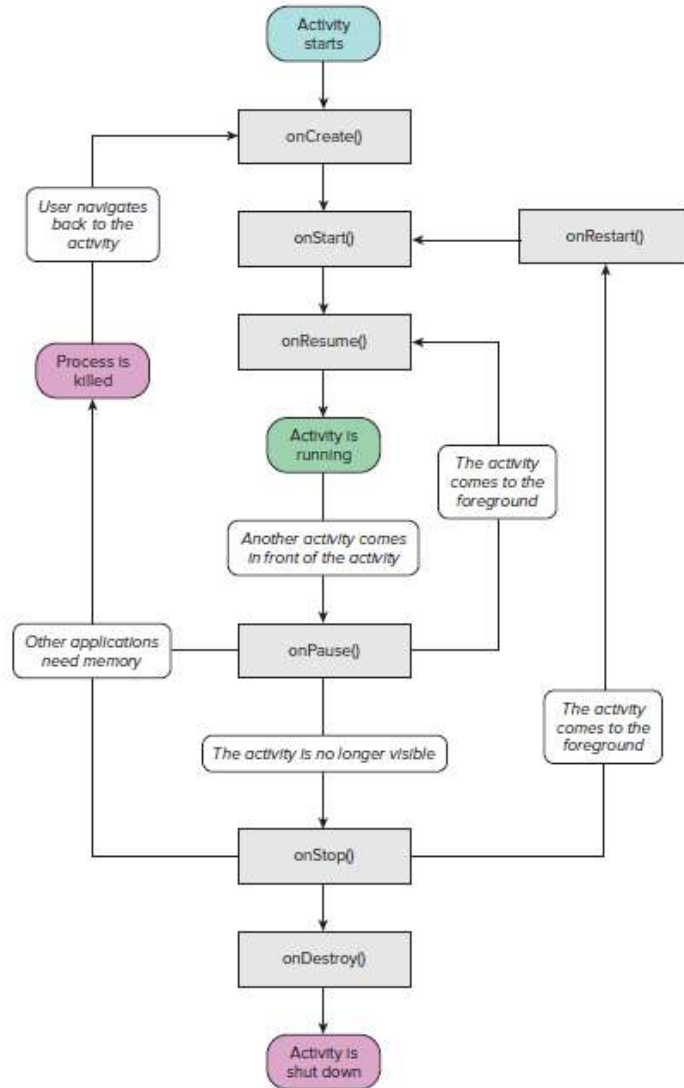 Activity
starts
onCreate()
User navigates
back to the
activity
onStart()
onRestart()
onResume()
Process is
killed
Activity is
running
The activity
comes to the
foreground
Another activity comes
in front of the activity
Other applications
need memory
onPause()
The activity
comes to the
foreground
The activity is no longer visible
onStop()
onDestroy()
Activity is
shut down